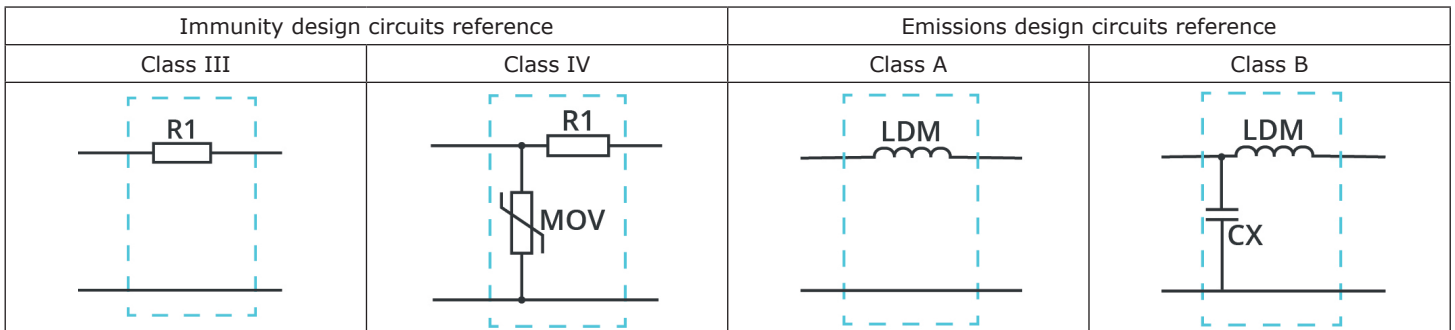 Immunity design circuits reference
Emissions design circuits reference
Class III
Class IV
Class A
Class B
R1
R1
MOV
LDM
LDM
CX